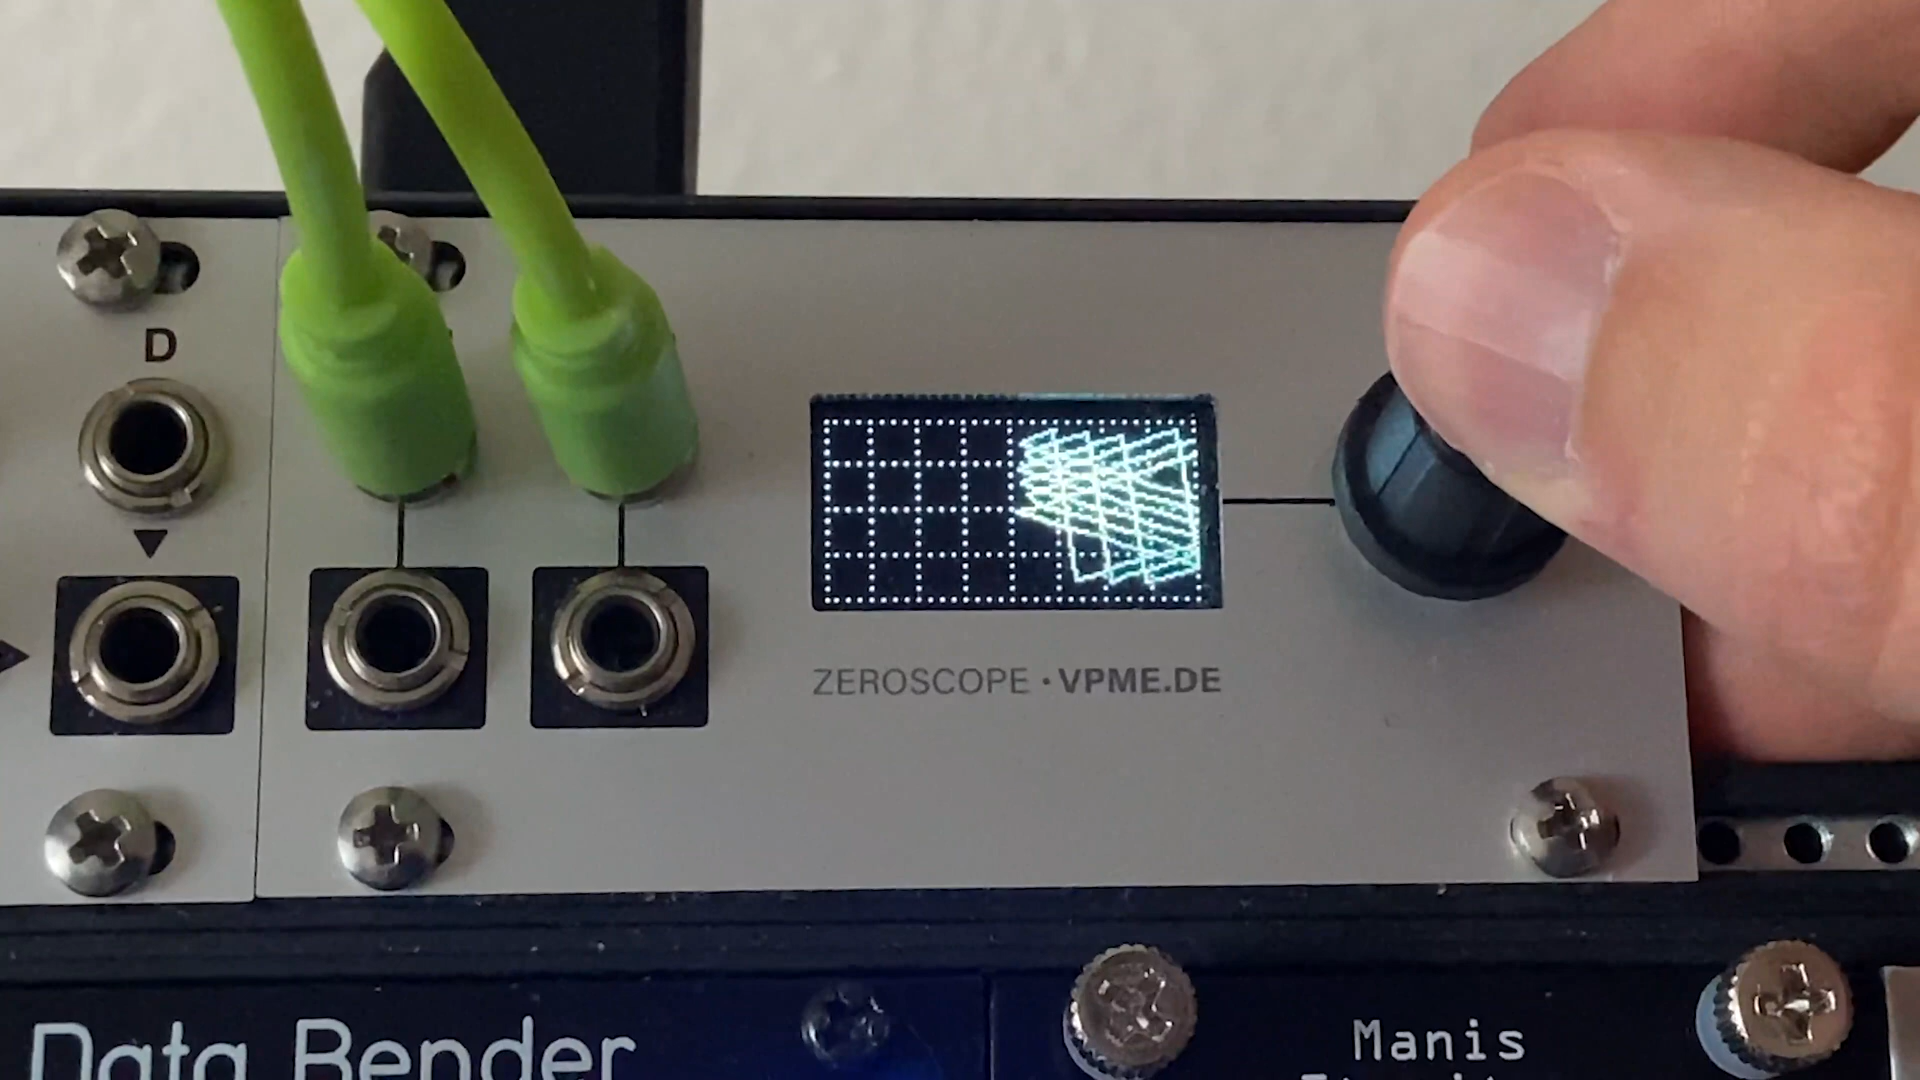 D
ZEROSCOPE · VPME.DE
Data Bender
Manis